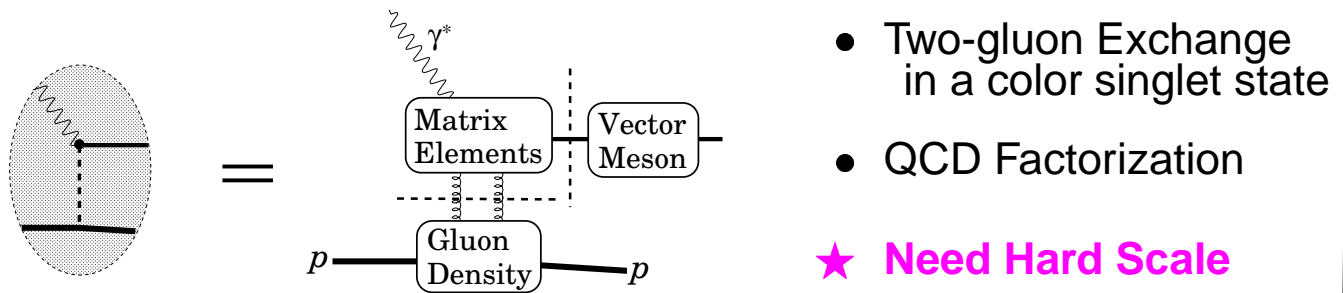 γ*
Matrix
Elements
Vector
Meson
Gluon
Density
p
p
=
• Two-gluon Exchange
in a color singlet state
• QCD Factorization
★ Need Hard Scale